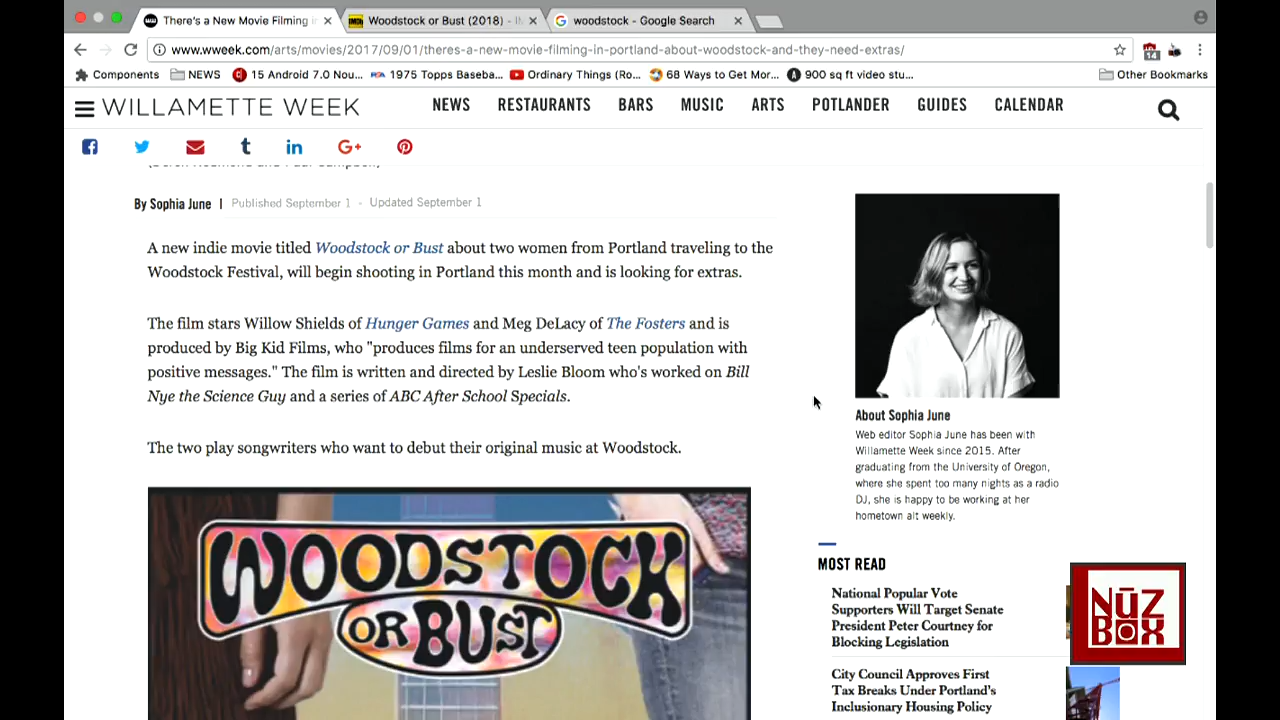 There's a New Movie Filming in
Woodstock or Bust (2018) - IM
woodstock - Google Search
www.wweek.com/arts/movies/2017/09/01/theres-a-new-movie-filming-in-portland-about-woodstock-and-they-need-extras/
14
Components
NEWS
15 Android 7.0 Nou...
1975 Topps Baseba...
Ordinary Things (Ro...
68 Ways to Get Mor...
900 sq ft video stu...
Other Bookmarks
WILLAMETTE WEEK
NEWS RESTAURANTS BARS MUSIC ARTS POTLANDER GUIDES CALENDAR
By Sophia June | Published September 1 - Updated September 1
A new indie movie titled Woodstock or Bust about two women from Portland traveling to the
Woodstock Festival, will begin shooting in Portland this month and is looking for extras.
The film stars Willow Shields of Hunger Games and Meg DeLacy of The Fosters and is
produced by Big Kid Films, who "produces films for an underserved teen population with
positive messages." The film is written and directed by Leslie Bloom who's worked on Bill
Nye the Science Guy and a series of ABC After School Specials.
The two play songwriters who want to debut their original music at Woodstock.
WOODSTOCK
OR BUST
About Sophia June
Web editor Sophia June has been with
Willamette Week since 2015. After
graduating from the University of Oregon,
where she spent too many nights as a radio
DJ, she is happy to be working at her
hometown alt weekly.
MOST READ
National Popular Vote
Supporters Will Target Senate
President Peter Courtney for
Blocking Legislation
City Council Approves First
Tax Breaks Under Portland's
Inclusionary Housing Policy
NŪZ
BOX